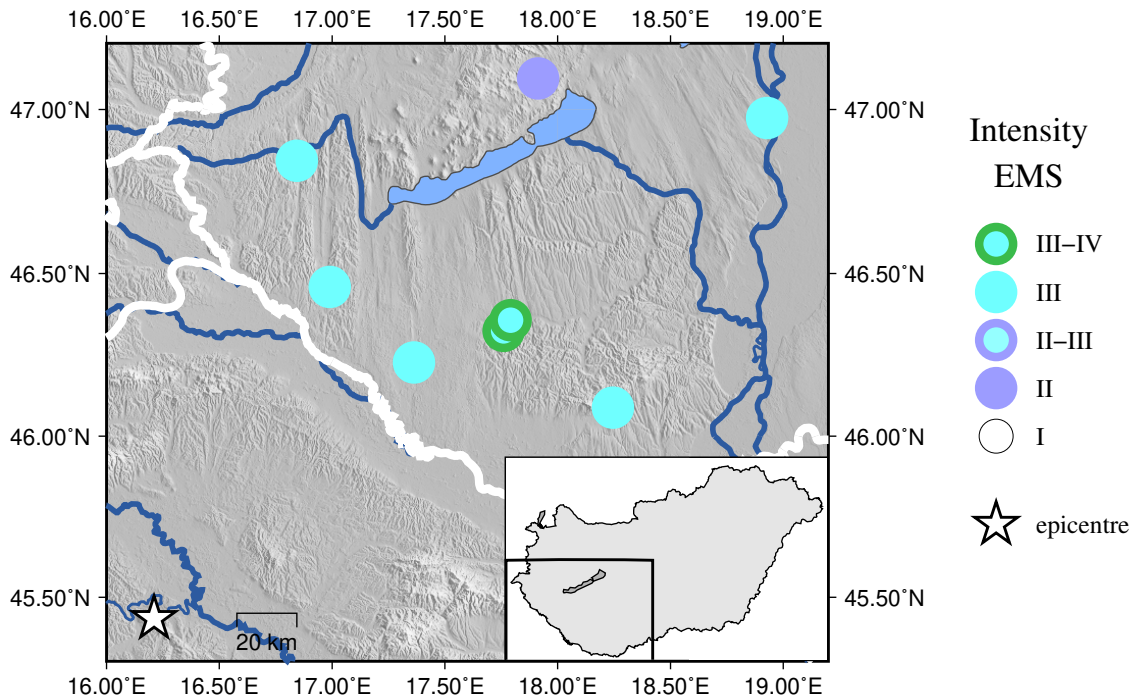 16.00˚E 16.50˚E 17.00˚E 17.50˚E 18.00˚E 18.50˚E 19.00˚E
47.00˚N 47.00˚N
46.50˚N 46.50˚N
46.00˚N 46.00˚N
45.50˚N 45.50˚N
20 km
16.00˚E 16.50˚E 17.00˚E 17.50˚E 18.00˚E 18.50˚E 19.00˚E
Intensity
EMS
III–IV
III
II–III
II
I
epicentre